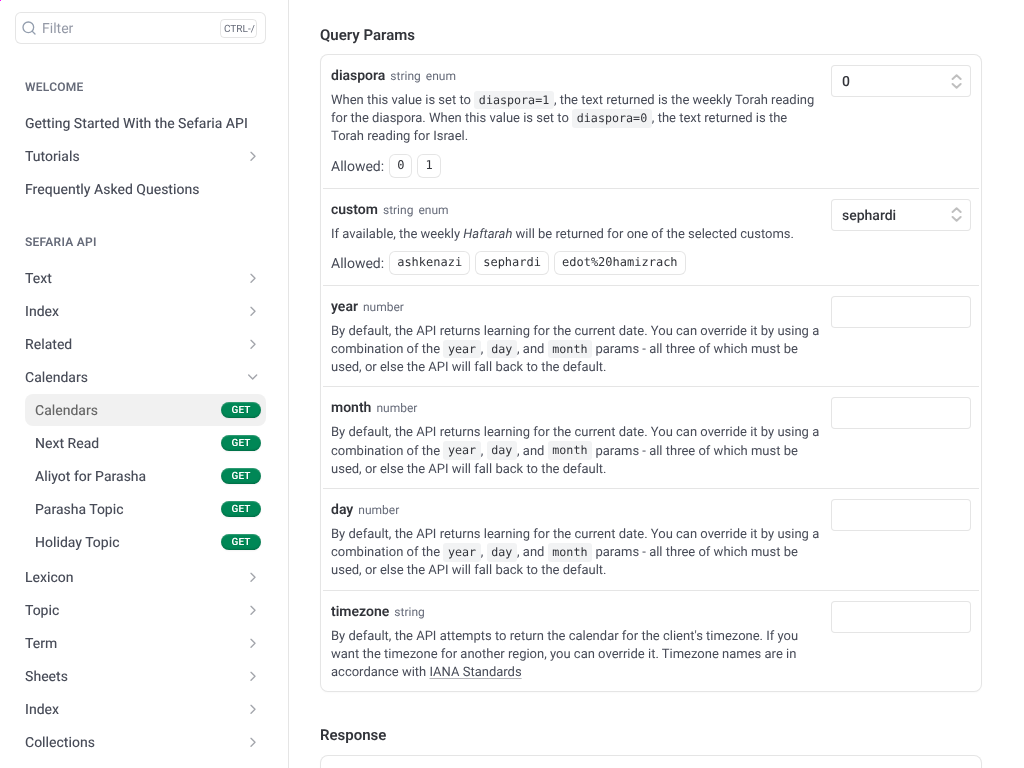 Filter
CTRL-/
WELCOME
Getting Started With the Sefaria API
Tutorials
Frequently Asked Questions
SEFARIA API
Text
Index
Related
Calendars
Calendars GET
Next Read GET
Aliyot for Parasha GET
Parasha Topic GET
Holiday Topic GET
Lexicon
Topic
Term
Sheets
Index
Collections
Query Params
diaspora string enum
0
When this value is set to diaspora=1, the text returned is the weekly Torah reading
for the diaspora. When this value is set to diaspora=0, the text returned is the
Torah reading for Israel.
Allowed: 0 1
custom string enum
sephardi
If available, the weekly Haftarah will be returned for one of the selected customs.
Allowed: ashkenazi sephardi edot%20hamizrach
year number
By default, the API returns learning for the current date. You can override it by using a
combination of the year, day, and month params - all three of which must be
used, or else the API will fall back to the default.
month number
By default, the API returns learning for the current date. You can override it by using a
combination of the year, day, and month params - all three of which must be
used, or else the API will fall back to the default.
day number
By default, the API returns learning for the current date. You can override it by using a
combination of the year, day, and month params - all three of which must be
used, or else the API will fall back to the default.
timezone string
By default, the API attempts to return the calendar for the client's timezone. If you
want the timezone for another region, you can override it. Timezone names are in
accordance with IANA Standards
Response